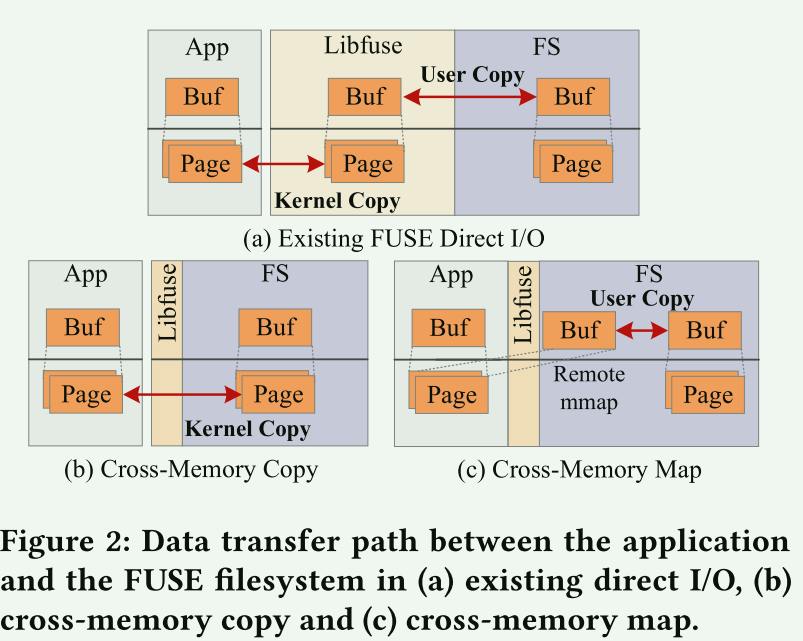 App
Libfuse
FS
User Copy
Buf
Buf
Buf
Page
Page
Page
Kernel Copy
(a) Existing FUSE Direct I/O
App
Libfuse
FS
Buf
Buf
Page
Page
Kernel Copy
(b) Cross-Memory Copy
App
Libfuse
FS
User Copy
Buf
Buf
Buf
Remote
mmap
Page
Page
(c) Cross-Memory Map
Figure 2: Data transfer path between the application
and the FUSE filesystem in (a) existing direct I/O, (b)
cross-memory copy and (c) cross-memory map.